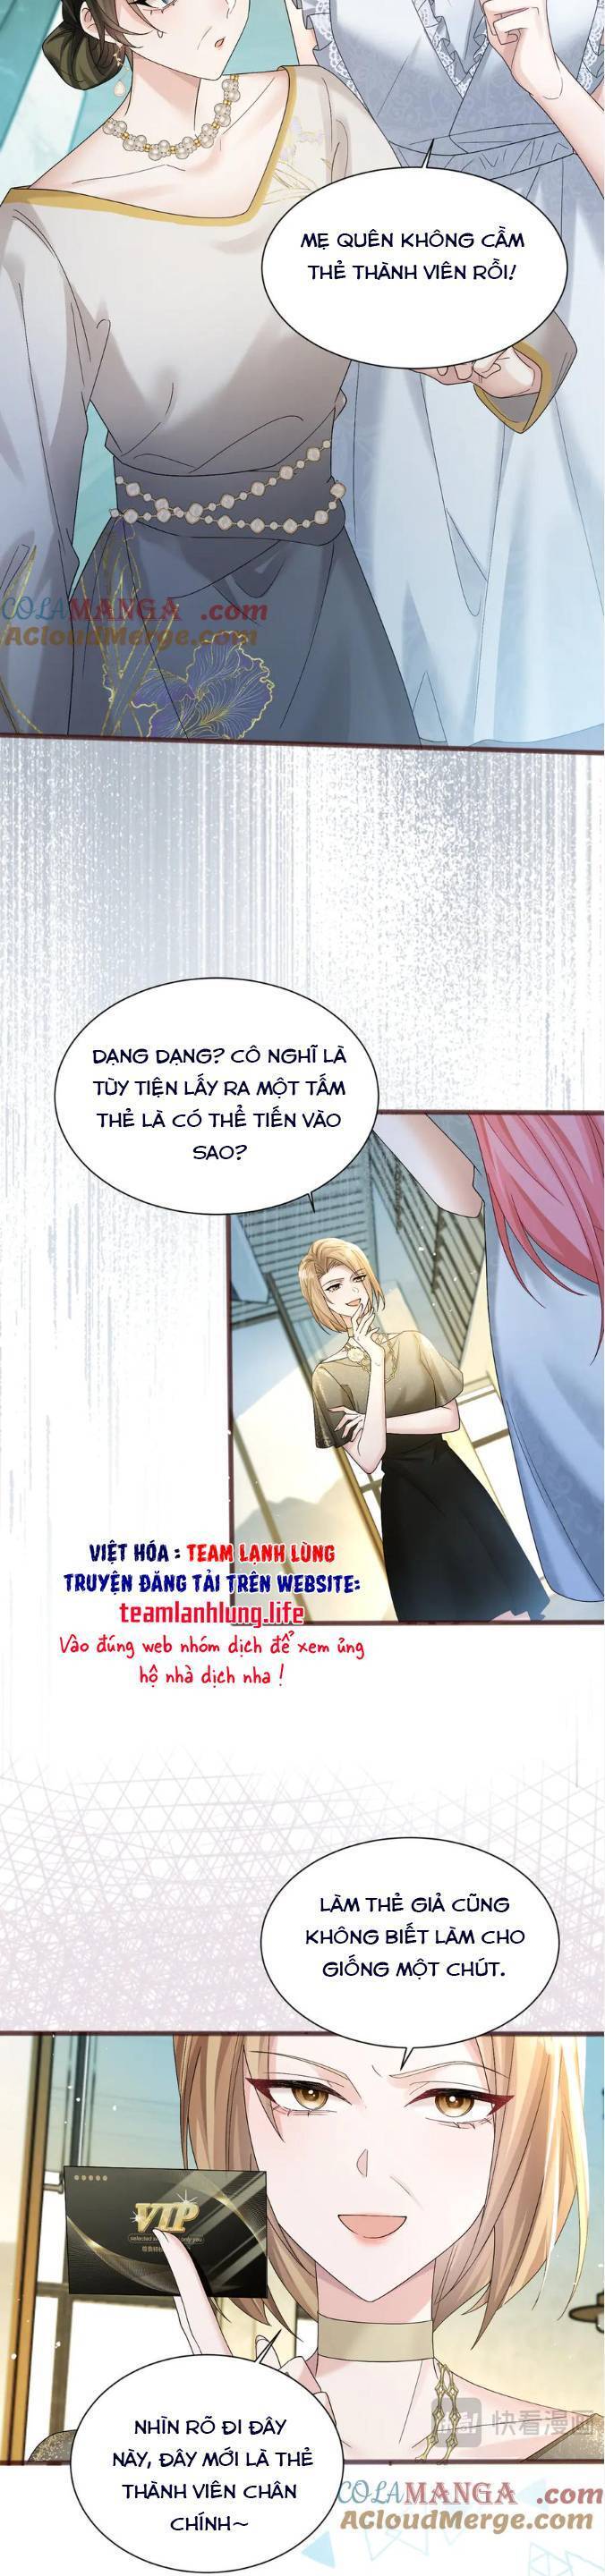 MẸ QUÊN KHÔNG CẦM
THẺ THÀNH VIÊN RỒI!
COLAMANGA.com
ACloudMerge.com
DẠNG DẠNG? CÔ NGHĨ LÀ
TÙY TIỆN LẤY RA MỘT TẤM
THẺ LÀ CÓ THỂ TIẾN VÀO
SAO?
VIỆT HÓA : TEAM LẠNH LÙNG
TRUYỆN ĐĂNG TẢI TRÊN WEBSITE:
teamlanhlung.life
Vào đúng web nhóm dịch để xem ủng
hộ nhà dịch nha !
LÀM THẺ GIẢ CŨNG
KHÔNG BIẾT LÀM CHO
GIỐNG MỘT CHÚT.
VIP
快看漫画
NHÌN RÕ ĐI ĐÂY
NÀY, ĐÂY MỚI LÀ THẺ
THÀNH VIÊN CHÂN
CHÍNH~
COLAMANGA.com
ACloudMerge.com